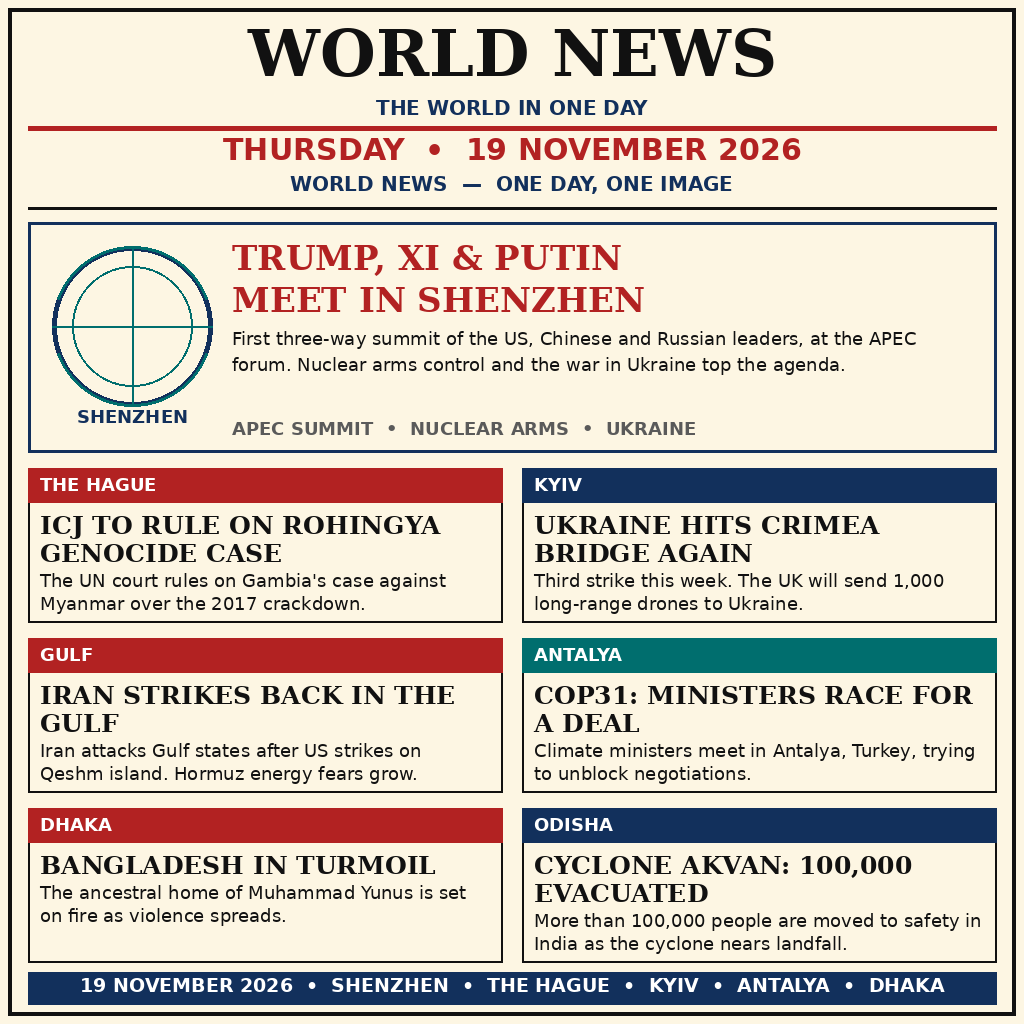 WORLD NEWS
THE WORLD IN ONE DAY
THURSDAY • 19 NOVEMBER 2026
WORLD NEWS — ONE DAY, ONE IMAGE
SHENZHEN
TRUMP, XI & PUTIN
MEET IN SHENZHEN
First three-way summit of the US, Chinese and Russian leaders, at the APEC
forum. Nuclear arms control and the war in Ukraine top the agenda.
APEC SUMMIT • NUCLEAR ARMS • UKRAINE
THE HAGUE
ICJ TO RULE ON ROHINGYA
GENOCIDE CASE
The UN court rules on Gambia's case against
Myanmar over the 2017 crackdown.
KYIV
UKRAINE HITS CRIMEA
BRIDGE AGAIN
Third strike this week. The UK will send 1,000
long-range drones to Ukraine.
GULF
IRAN STRIKES BACK IN THE
GULF
Iran attacks Gulf states after US strikes on
Qeshm island. Hormuz energy fears grow.
ANTALYA
COP31: MINISTERS RACE FOR
A DEAL
Climate ministers meet in Antalya, Turkey, trying
to unblock negotiations.
DHAKA
BANGLADESH IN TURMOIL
The ancestral home of Muhammad Yunus is set
on fire as violence spreads.
ODISHA
CYCLONE AKVAN: 100,000
EVACUATED
More than 100,000 people are moved to safety in
India as the cyclone nears landfall.
19 NOVEMBER 2026 • SHENZHEN • THE HAGUE • KYIV • ANTALYA • DHAKA